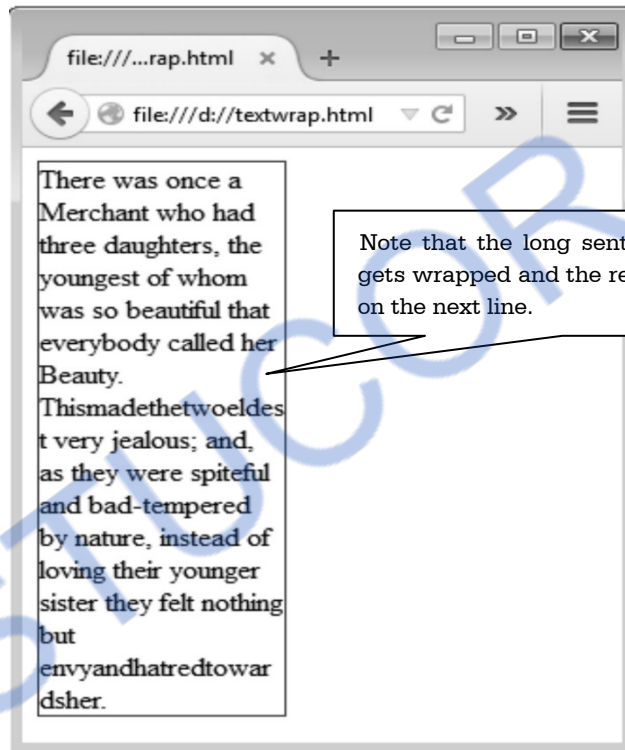 file:///...rap.html × +
file:///d://textwrap.html
There was once a
Merchant who had
three daughters, the
youngest of whom
was so beautiful that
everybody called her
Beauty.
Thismadethetwoeldes
t very jealous; and,
as they were spiteful
and bad-tempered
by nature, instead of
loving their younger
sister they felt nothing
but
envyandhatredtowar
dsher.
Note that the long sent
gets wrapped and the re
on the next line.
STUCOR